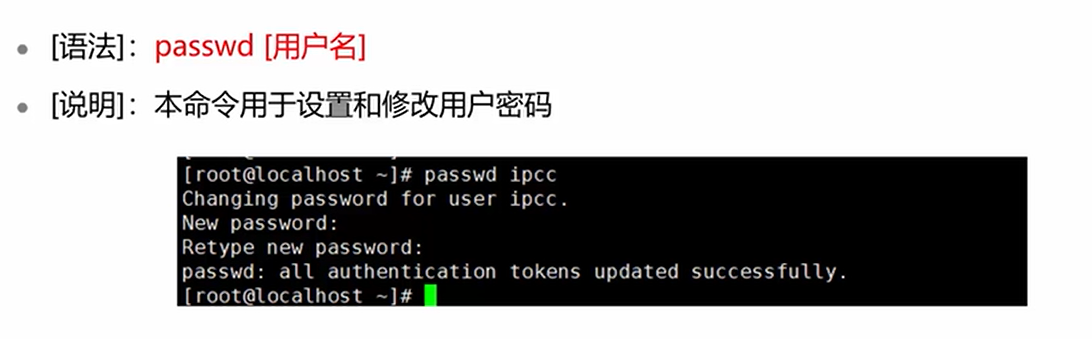 [语法]：passwd [用户名]
[说明]：本命令用于设置和修改用户密码
[root@localhost ~]# passwd ipcc
Changing password for user ipcc.
New password:
Retype new password:
passwd: all authentication tokens updated successfully.
[root@localhost ~]#